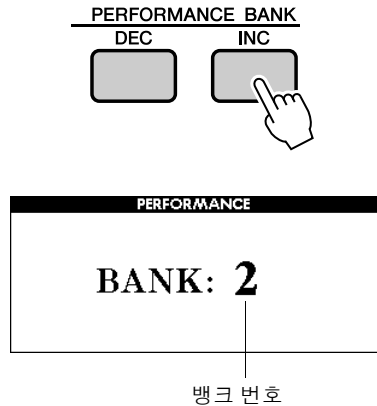 PERFORMANCE BANK
DEC INC
PERFORMANCE
BANK: 2
뱅크 번호